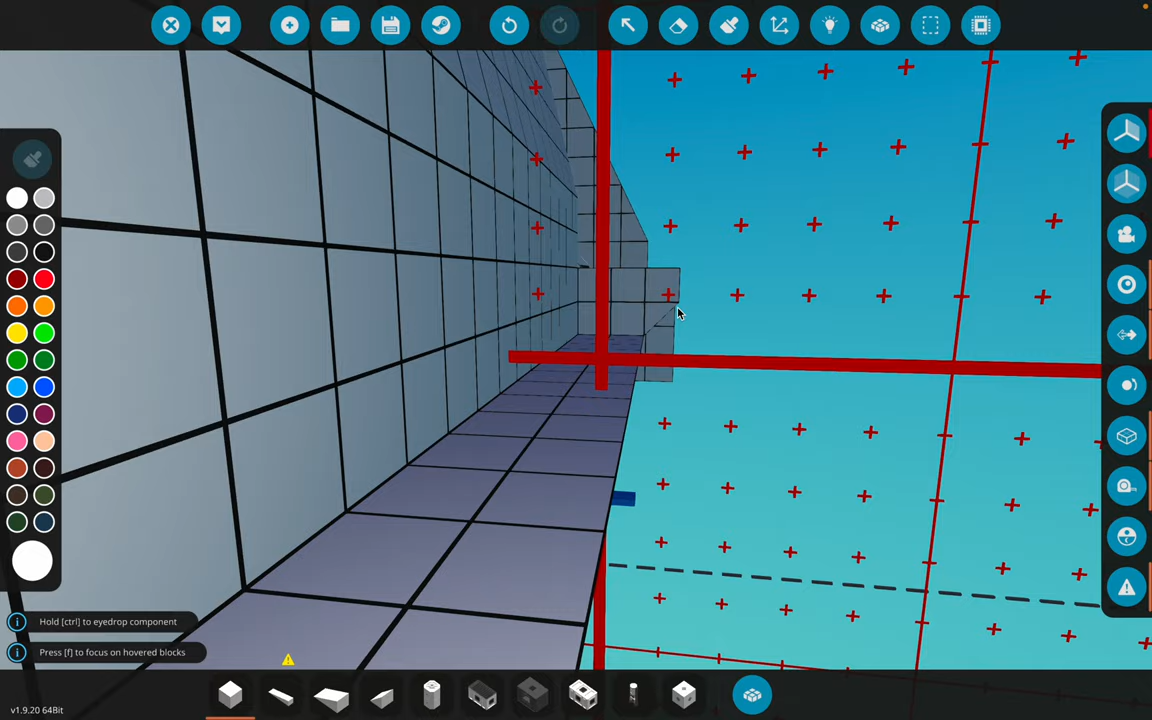 Hold [ctrl] to eyedrop component
Press [f] to focus on hovered blocks
v1.9.20 64Bit